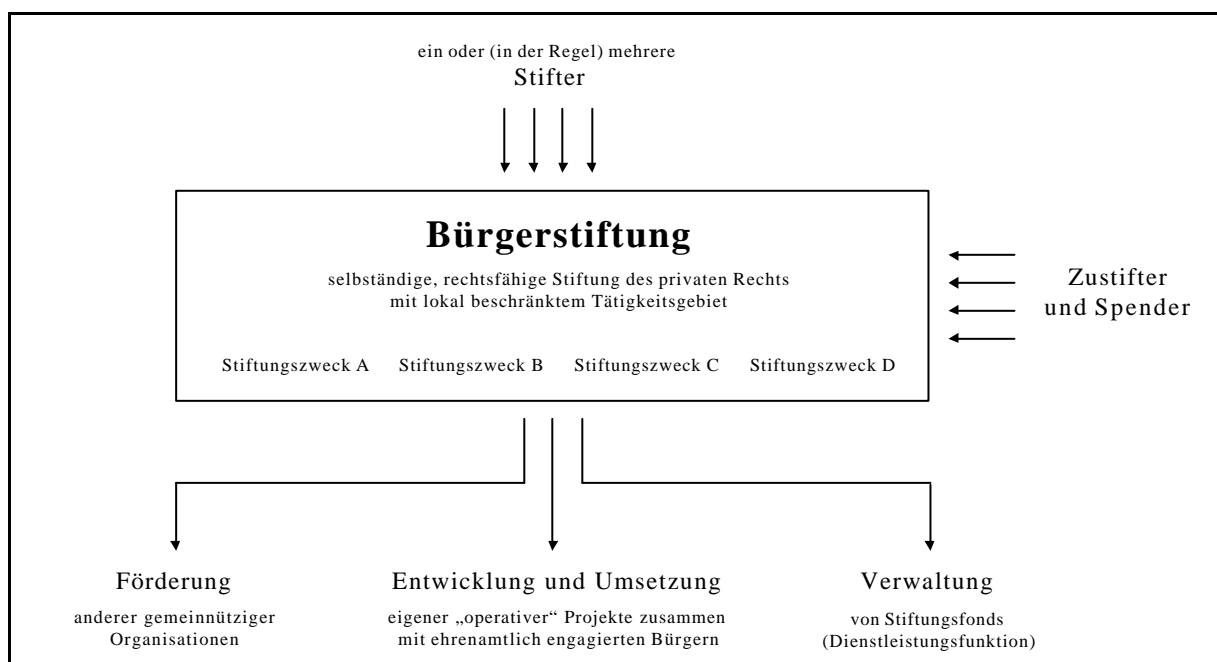 ein oder (in der Regel) mehrere
Stifter
Bürgerstiftung
selbständige, rechtsfähige Stiftung des privaten Rechts
mit lokal beschränktem Tätigkeitsgebiet
Zustifter
und Spender
Stiftungszweck A Stiftungszweck B Stiftungszweck C Stiftungszweck D
Förderung
anderer gemeinnütziger
Organisationen
Entwicklung und Umsetzung
eigener „operativer“ Projekte zusammen
mit ehrenamtlich engagierten Bürgern
Verwaltung
von Stiftungsfonds
(Dienstleistungsfunktion)